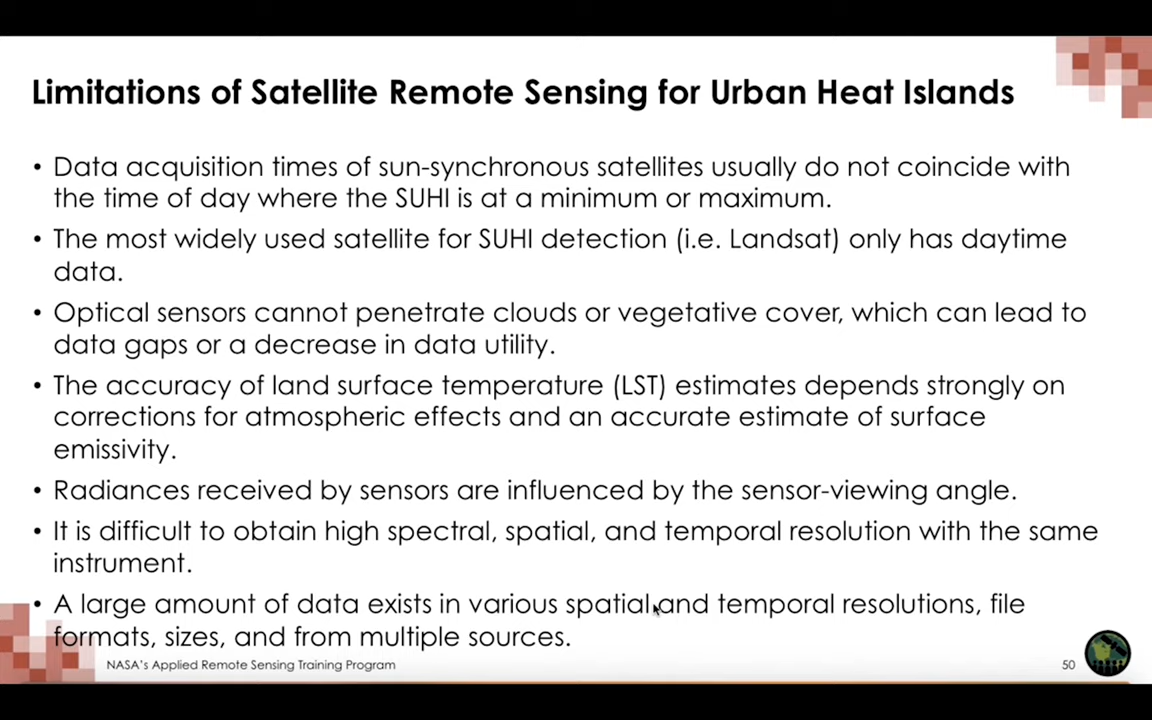 Limitations of Satellite Remote Sensing for Urban Heat Islands
• Data acquisition times of sun-synchronous satellites usually do not coincide with
the time of day where the SUHI is at a minimum or maximum.
• The most widely used satellite for SUHI detection (i.e. Landsat) only has daytime
data.
• Optical sensors cannot penetrate clouds or vegetative cover, which can lead to
data gaps or a decrease in data utility.
• The accuracy of land surface temperature (LST) estimates depends strongly on
corrections for atmospheric effects and an accurate estimate of surface
emissivity.
• Radiances received by sensors are influenced by the sensor-viewing angle.
• It is difficult to obtain high spectral, spatial, and temporal resolution with the same
instrument.
• A large amount of data exists in various spatial and temporal resolutions, file
formats, sizes, and from multiple sources.
NASA's Applied Remote Sensing Training Program
50